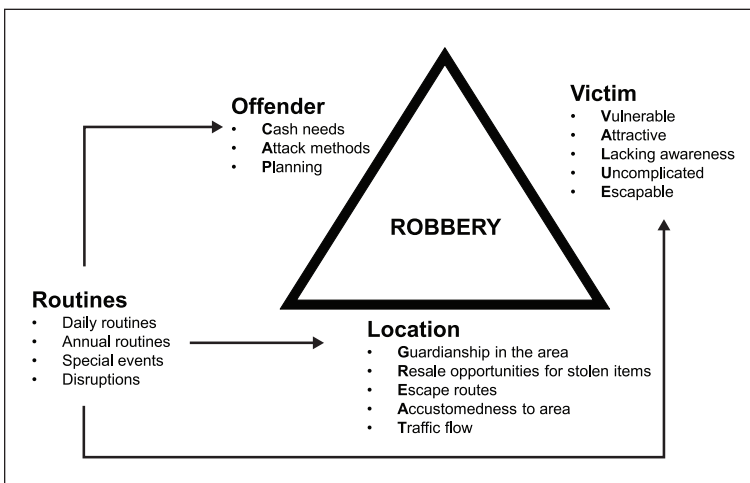 Offender
• Cash needs
• Attack methods
• Planning
Victim
• Vulnerable
• Attractive
• Lacking awareness
• Uncomplicated
• Escapable
ROBBERY
Routines
• Daily routines
• Annual routines
• Special events
• Disruptions
Location
• Guardianship in the area
• Resale opportunities for stolen items
• Escape routes
• Accustomedness to area
• Traffic flow